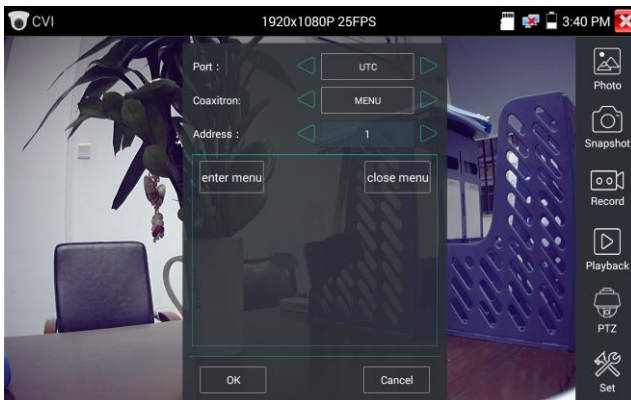 CVI 1920x1080P 25FPS 3:40 PM
Port : UTC
Coaxitron: MENU
Address : 1
enter menu close menu
OK Cancel
Photo
Snapshot
Record
Playback
PTZ
Set